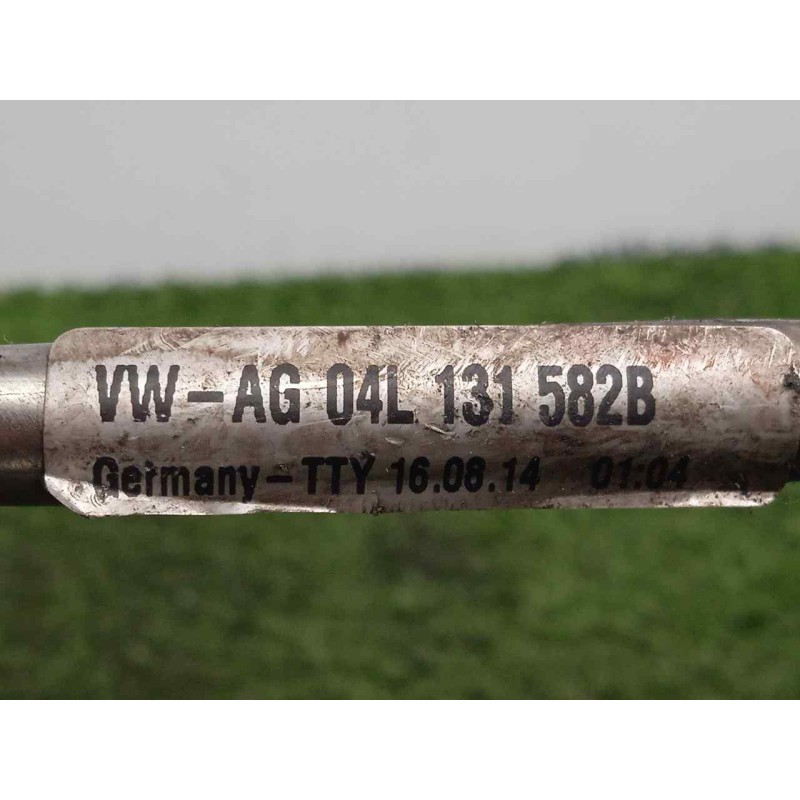 VW-AG 04L 131 582B
Germany-TTY 16.08.14 01:04